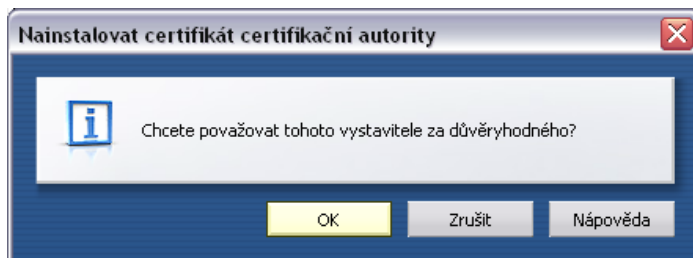 Nainstalovat certifikát certifikační autority
Chcete považovat tohoto vystavitele za důvěryhodného?
OK
Zrušit
Nápověda